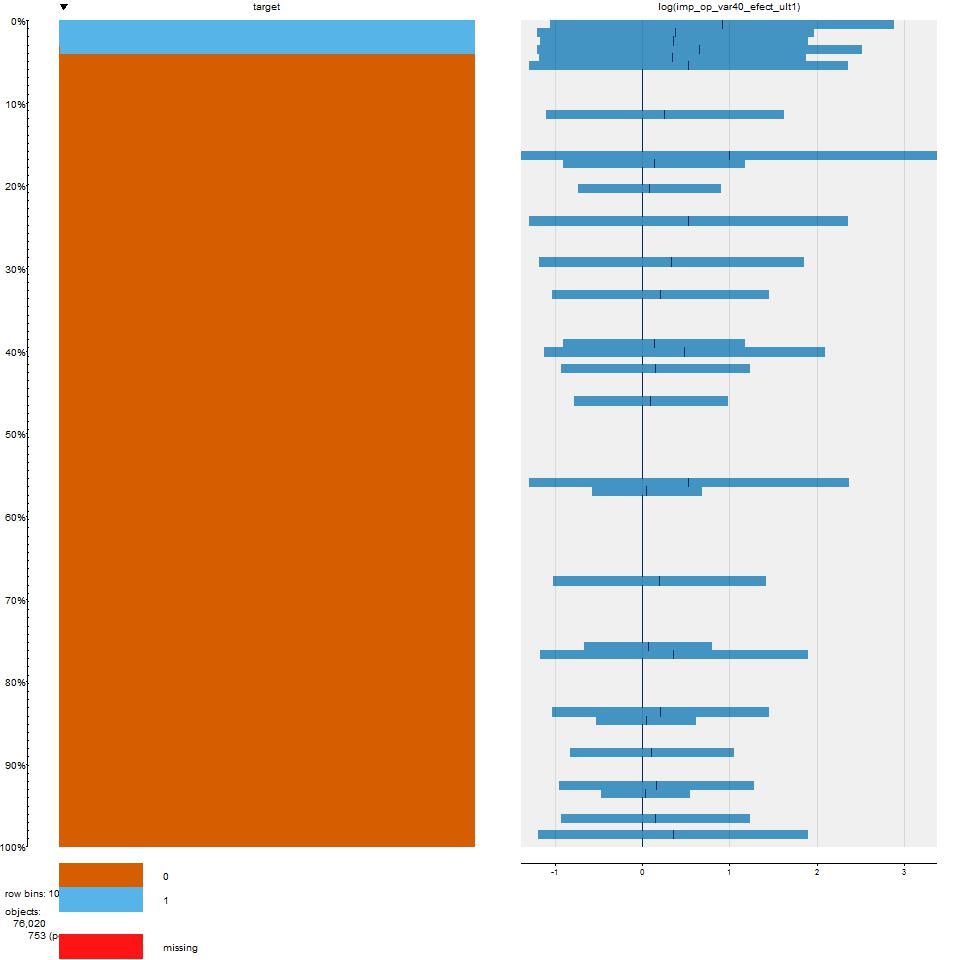 target
log(imp_op_var40_efect_ult1)
0%
10%
20%
30%
40%
50%
60%
70%
80%
90%
100%
-1 0 1 2 3
0
row bins: 10
1
objects:
76,020
753 (p
missing